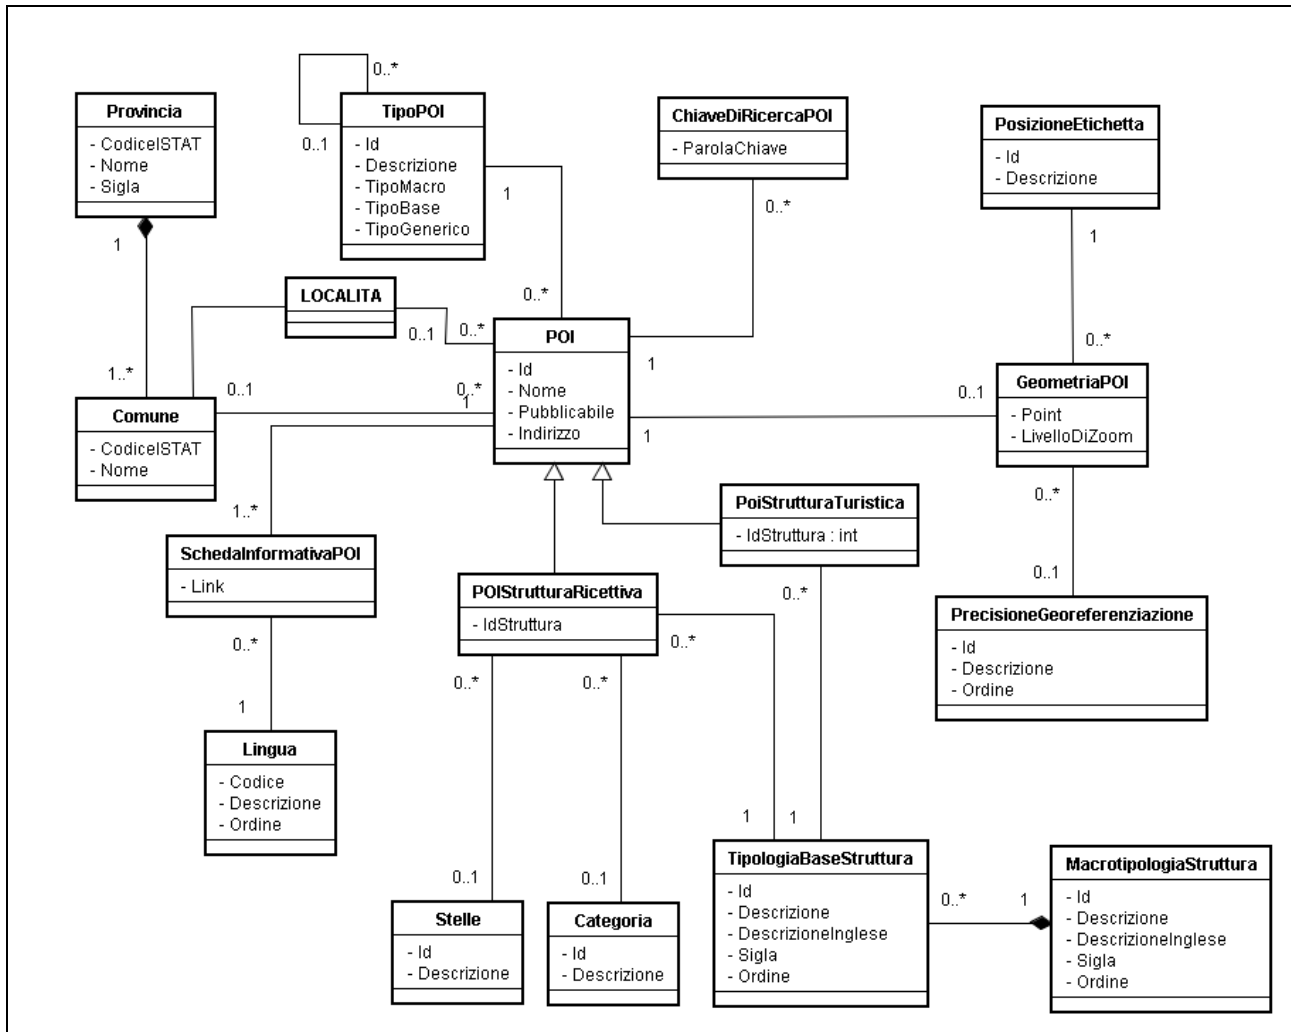 0..*
0..1
Provincia
- CodiceISTAT
- Nome
- Sigla
1
1..*
TipoPOI
- Id
- Descrizione
- TipoMacro
- TipoBase
- TipoGenerico
1
0..*
ChiaveDiRicercaPOI
- ParolaChiave
0..*
1
PosizioneEtichetta
- Id
- Descrizione
1
0..*
LOCALITA
0..1
0..*
POI
- Id
- Nome
- Pubblicabile
- Indirizzo
0..1
0..*
1
1
0..1
GeometriaPOI
- Point
- LivelloDiZoom
0..*
0..1
Comune
- CodiceISTAT
- Nome
1..*
SchedaInformativaPOI
- Link
0..*
1
PoiStrutturaTuristica
- IdStruttura : int
0..*
POIStrutturaRicettiva
- IdStruttura
0..*
0..*
0..*
PrecisioneGeoreferenziazione
- Id
- Descrizione
- Ordine
Lingua
- Codice
- Descrizione
- Ordine
1
1
0..1
0..1
Stelle
- Id
- Descrizione
Categoria
- Id
- Descrizione
TipologiaBaseStruttura
- Id
- Descrizione
- DescrizioneInglese
- Sigla
- Ordine
0..*
1
MacrotipologiaStruttura
- Id
- Descrizione
- DescrizioneInglese
- Sigla
- Ordine